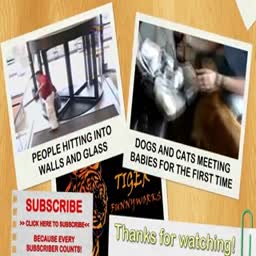 PEOPLE HITTING INTO
WALLS AND GLASS
DOGS AND CATS MEETING
BABIES FOR THE FIRST TIME
TIGER
FUNNYWORKS
SUBSCRIBE
>> CLICK HERE TO SUBSCRIBE <<
BECAUSE EVERY
SUBSCRIBER COUNTS!
Thanks for watching!